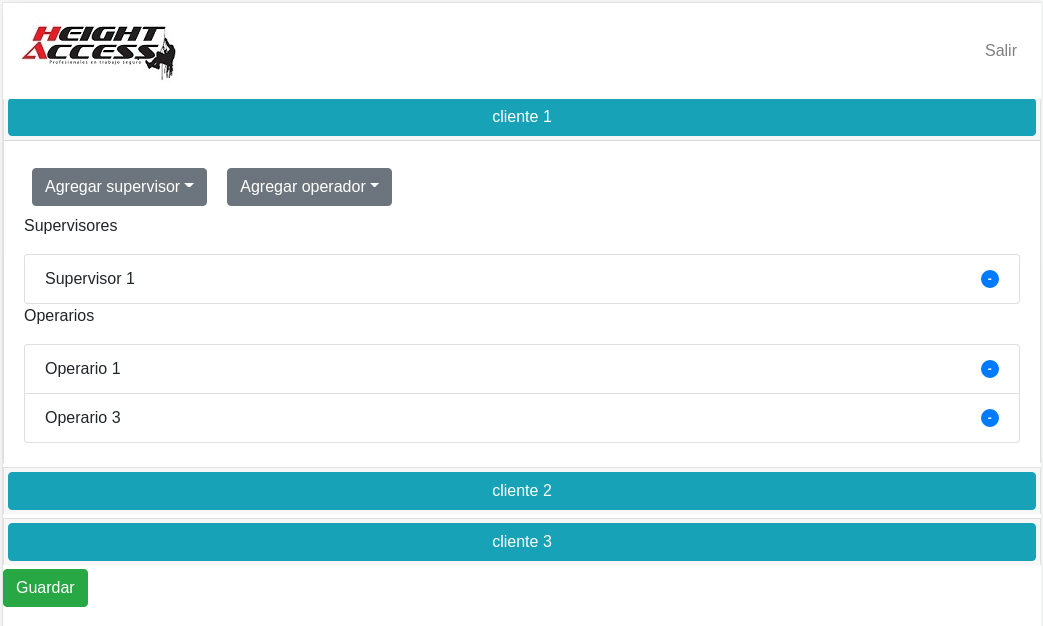 HEIGHT
ACCESS
Profesionales en trabajo seguro
Salir
cliente 1
Agregar supervisor
Agregar operador
Supervisores
Supervisor 1
-
Operarios
Operario 1
-
Operario 3
-
cliente 2
cliente 3
Guardar